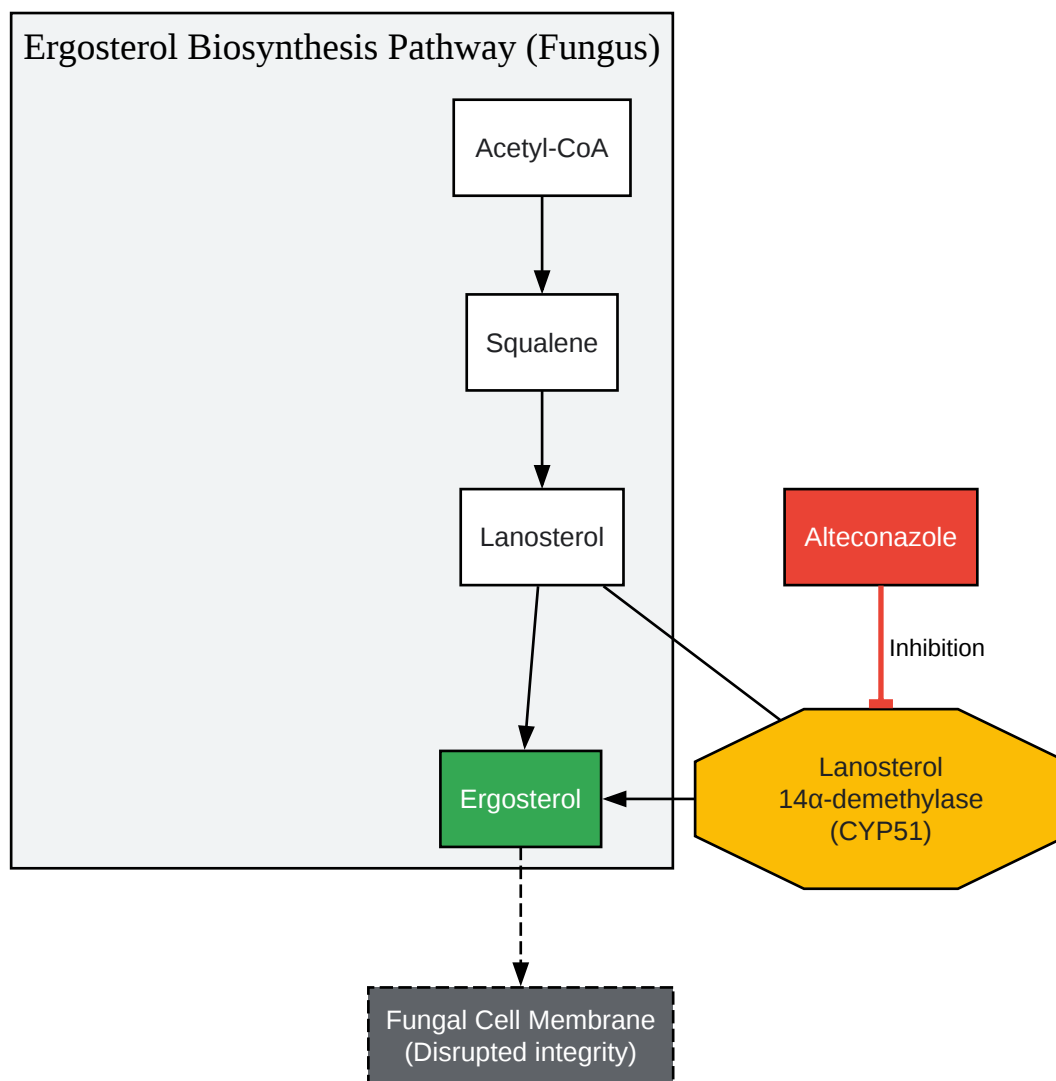 Ergosterol Biosynthesis Pathway (Fungus)
Acetyl-CoA
Squalene
Lanosterol
Alteconazole
Inhibition
Lanosterol
14α-demethylase
(CYP51)
Ergosterol
Fungal Cell Membrane
(Disrupted integrity)